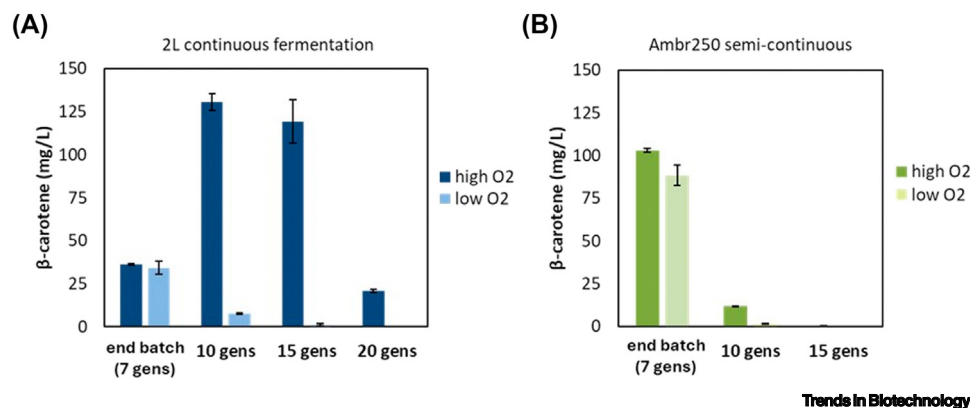 (A)
2L continuous fermentation
β-carotene (mg/L)
150
125
100
75
50
25
0
end batch
(7 gens)
10 gens
15 gens
20 gens
high O2
low O2
(B)
Ambr250 semi-continuous
β-carotene (mg/L)
150
125
100
75
50
25
0
end batch
(7 gens)
10 gens
15 gens
high O2
low O2
Trends in Biotechnology